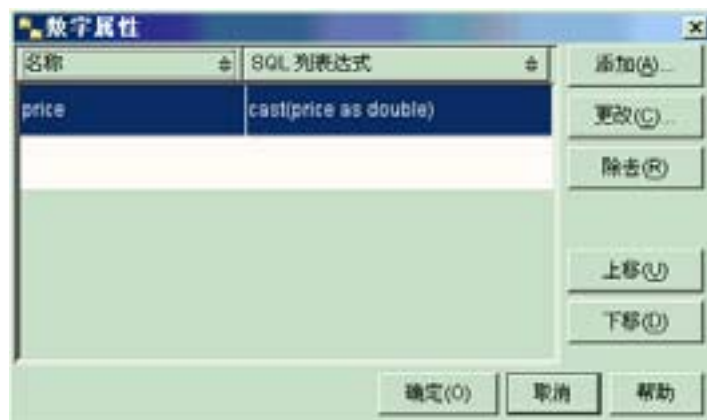 数字属性
名称 SQL 列表达式
price cast(price as double)
添加(A)...
更改(C)...
除去(R)
上移(U)
下移(D)
确定(O) 取消 帮助